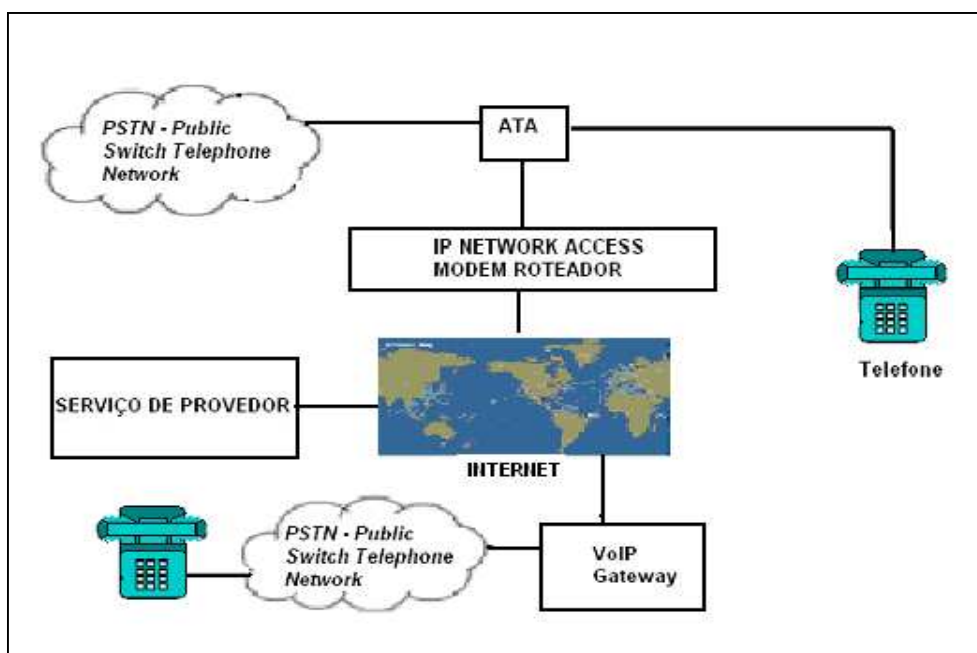 PSTN - Public
Switch Telephone
Network
ATA
IP NETWORK ACCESS
MODEM ROTEADOR
Telefone
SERVIÇO DE PROVEDOR
INTERNET
PSTN - Public
Switch Telephone
Network
VoIP
Gateway